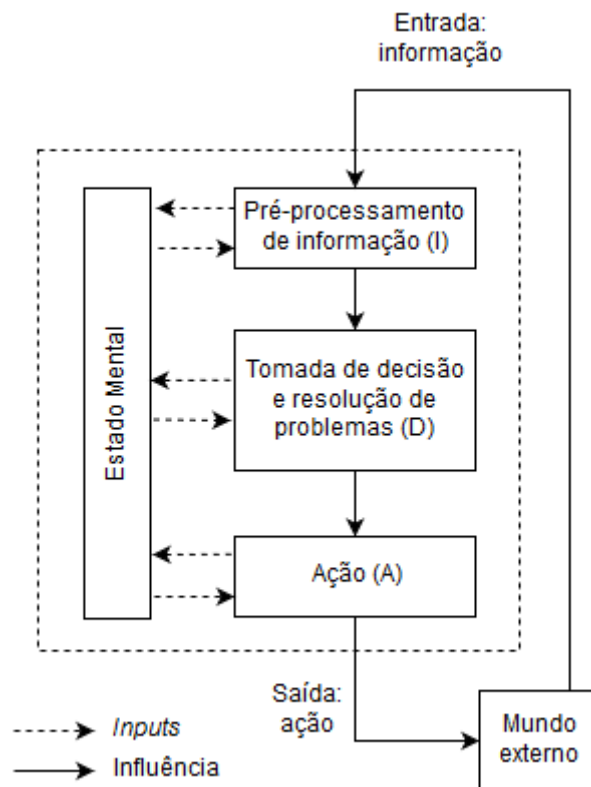 Entrada:
informação
Pré-processamento
de informação (I)
Tomada de decisão
e resolução de
problemas (D)
Estado Mental
Ação (A)
Saída:
ação
Mundo
externo
Inputs
Influência